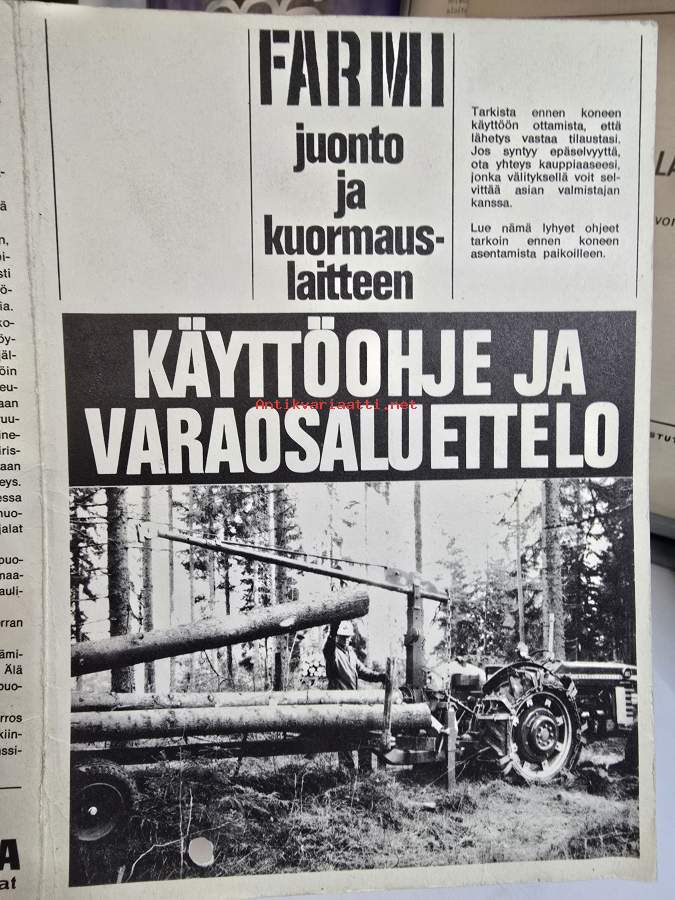 FARMI
juonto
ja
kuormaus-
laitteen
Tarkista ennen koneen
käyttöön ottamista, että
lähetys vastaa tilaustasi.
Jos syntyy epäselvyyttä,
ota yhteys kauppiaaseesi,
jonka välityksellä voit sel-
vittää asian valmistajan
kanssa.
Lue nämä lyhyet ohjeet
tarkoin ennen koneen
asentamista paikoilleen.
KÄYTTÖOHJE JA
Antikvariaatti.net
VARAOSALUETTELO